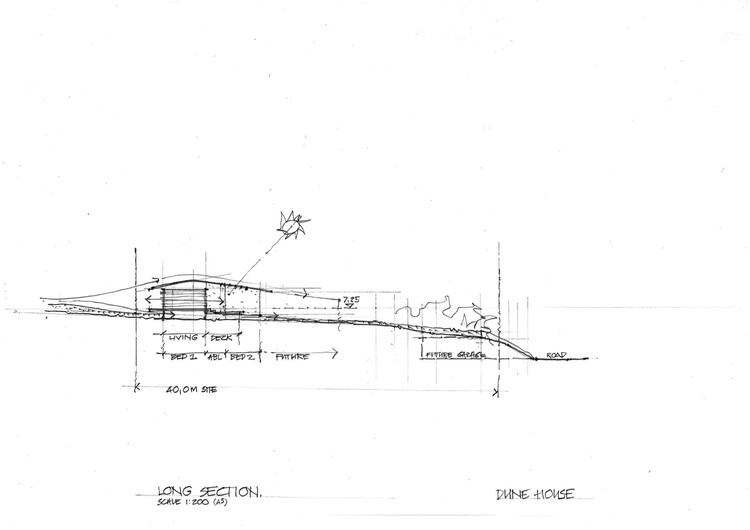 7,25
LIVING DECK
BED 1 ABL BED 2 FUTURE
FUTURE GARAGE ROAD
40,0M SITE
LONG SECTION.
SCALE 1:200 (A3)
DUNE HOUSE